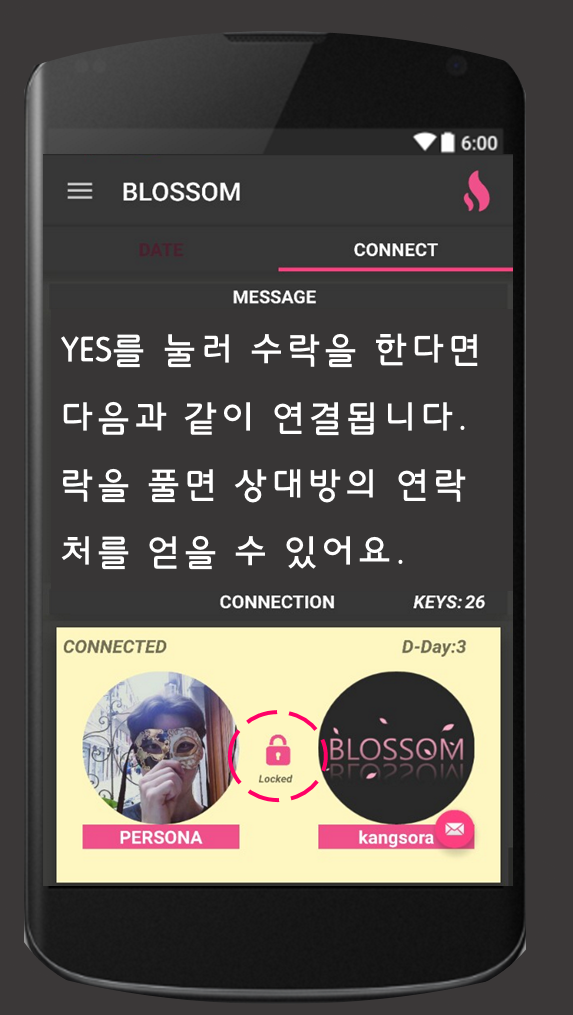 6:00
BLOSSOM
DATE CONNECT
MESSAGE
YES를 눌러 수락을 한다면
다음과 같이 연결됩니다.
락을 풀면 상대방의 연락
처를 얻을 수 있어요.
CONNECTION KEYS: 26
CONNECTED D-Day:3
BLOSSOM
Locked
PERSONA kangsora